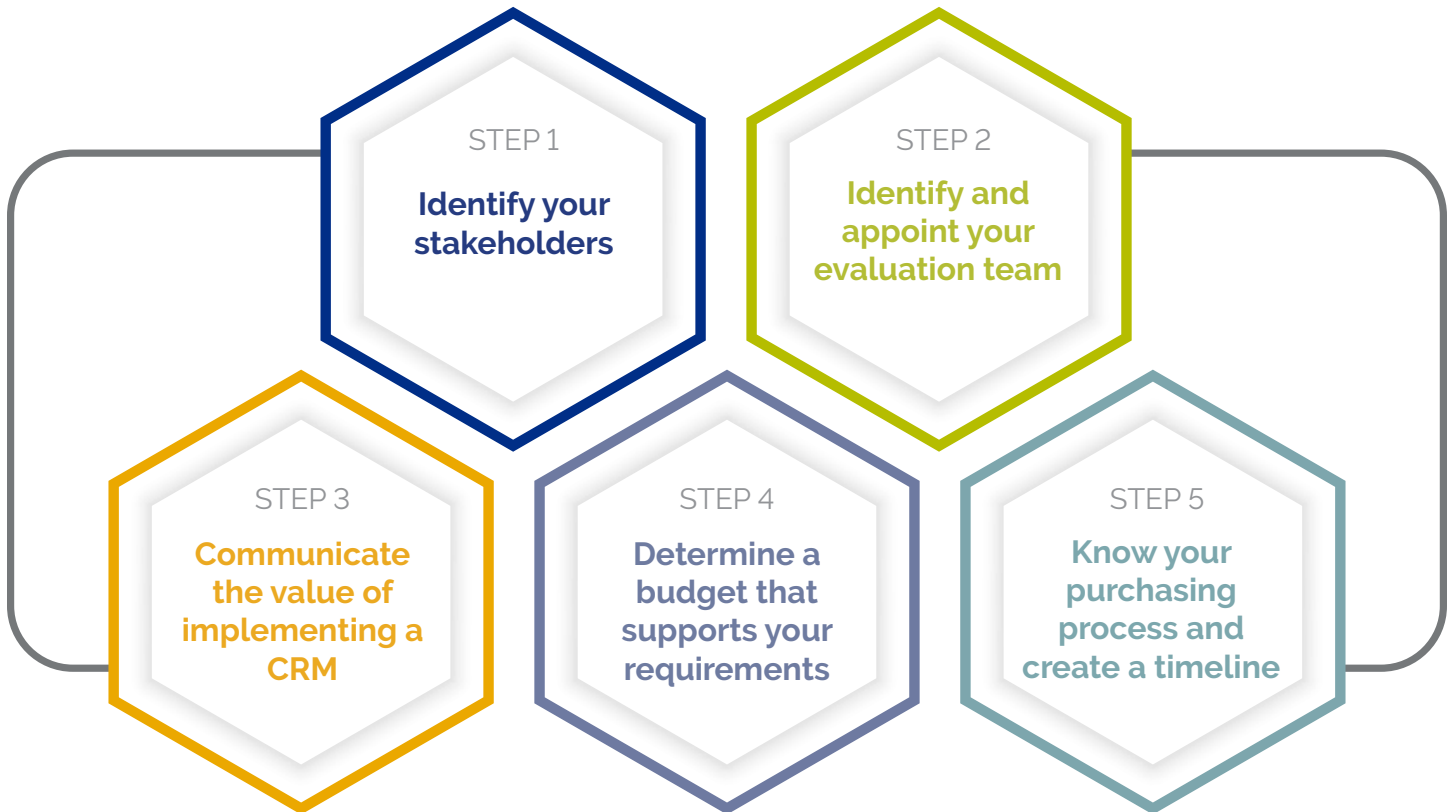 STEP 1
Identify your
stakeholders
STEP 2
Identify and
appoint your
evaluation team
STEP 3
Communicate
the value of
implementing a
CRM
STEP 4
Determine a
budget that
supports your
requirements
STEP 5
Know your
purchasing
process and
create a timeline